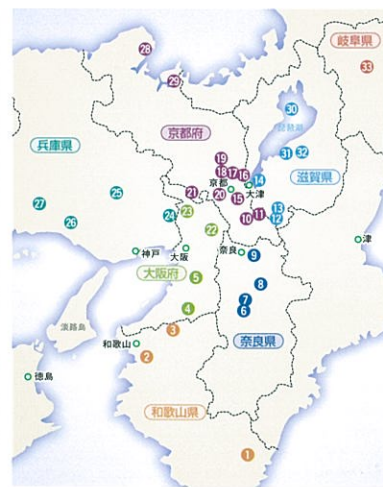 28
岐阜県
29
33
30
琵琶湖
兵庫県
京都府
19
31
32
18
17
16
14
滋賀県
京都
大津
25
21
20
15
27
24
23
10
11
13
12
26
22
津
神戸
大阪
奈良
9
大阪府
5
8
7
淡路島
4
6
3
和歌山
奈良県
2
徳島
和歌山県
1